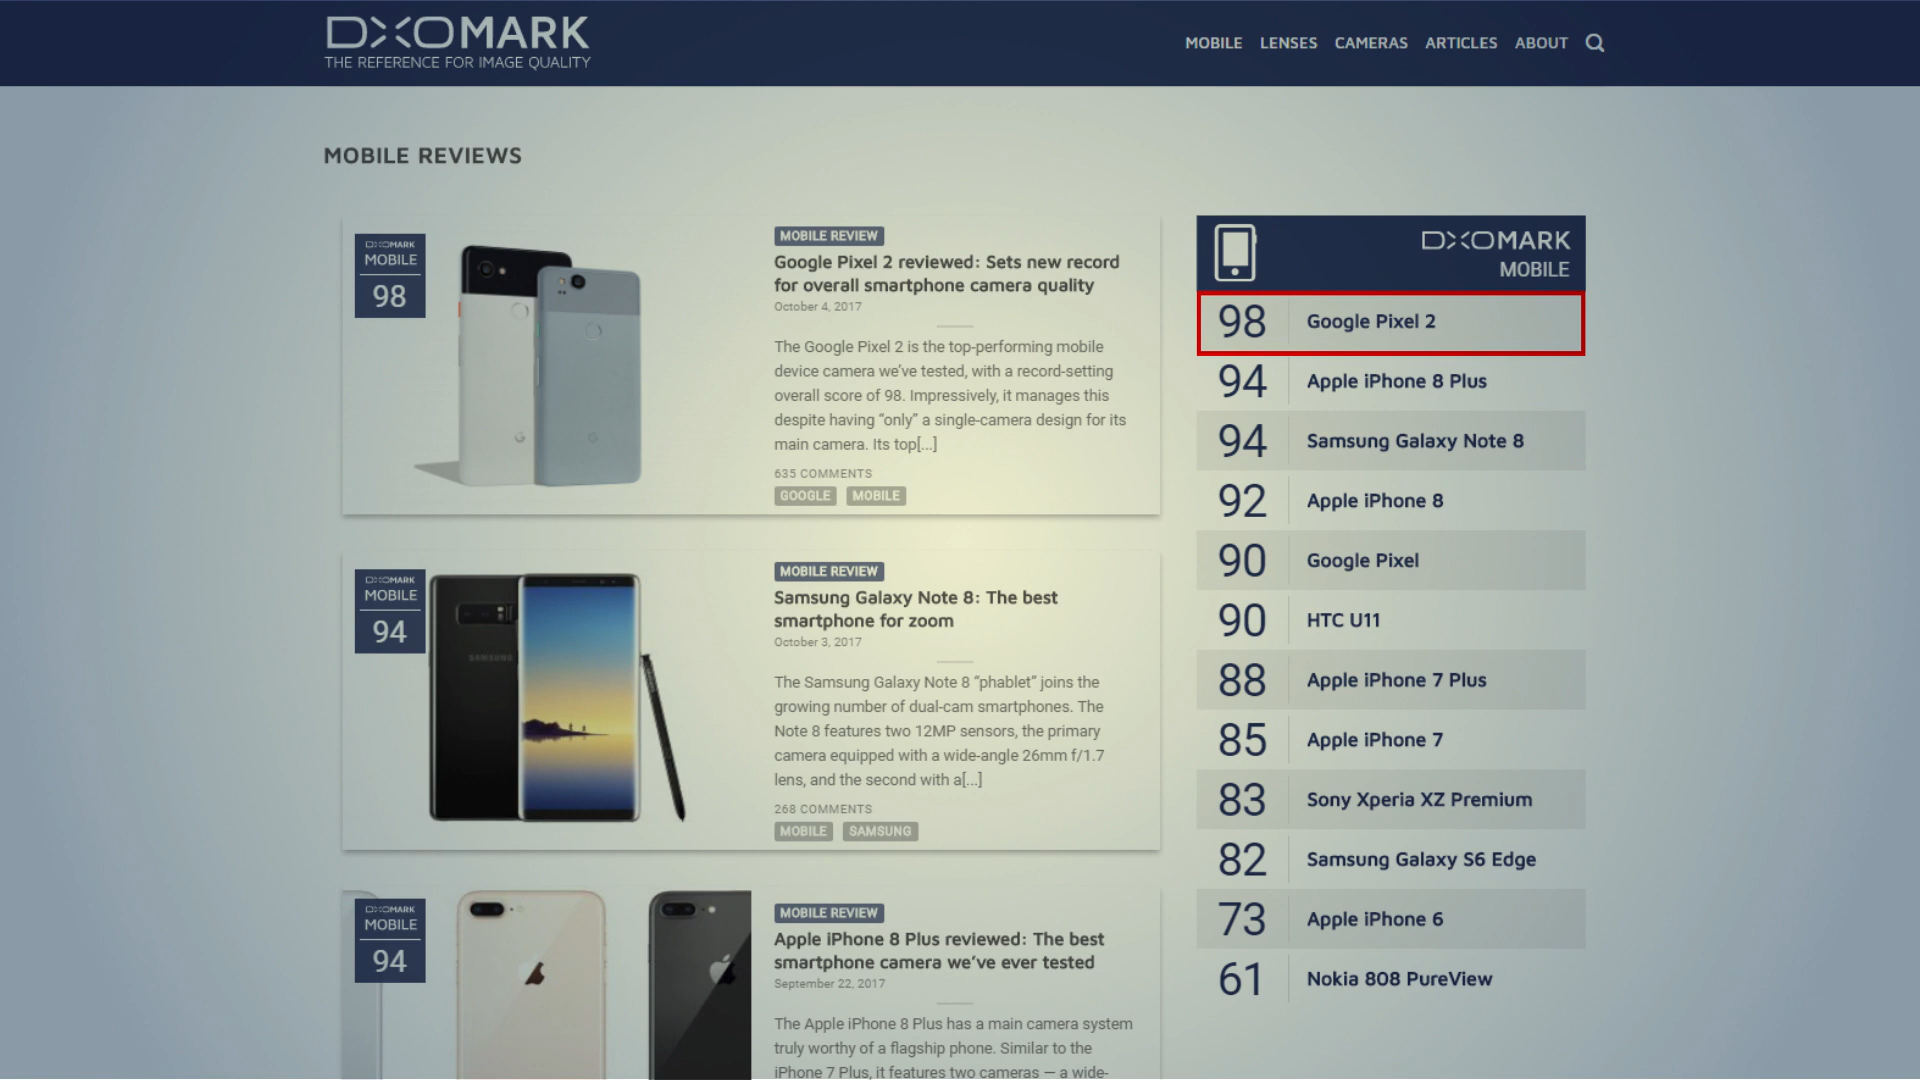 DXOMARK
THE REFERENCE FOR IMAGE QUALITY
MOBILE LENSES CAMERAS ARTICLES ABOUT
MOBILE REVIEWS
DXOMARK
MOBILE
98
MOBILE REVIEW
Google Pixel 2 reviewed: Sets new record
for overall smartphone camera quality
October 4, 2017
The Google Pixel 2 is the top-performing mobile
device camera we've tested, with a record-setting
overall score of 98. Impressively, it manages this
despite having “only” a single-camera design for its
main camera. Its top[...]
635 COMMENTS
GOOGLE MOBILE
DXOMARK
MOBILE
94
SAMSUNG
MOBILE REVIEW
Samsung Galaxy Note 8: The best
smartphone for zoom
October 3, 2017
The Samsung Galaxy Note 8 “phablet” joins the
growing number of dual-cam smartphones. The
Note 8 features two 12MP sensors, the primary
camera equipped with a wide-angle 26mm f/1.7
lens, and the second with a[...]
268 COMMENTS
MOBILE SAMSUNG
DXOMARK
MOBILE
94
MOBILE REVIEW
Apple iPhone 8 Plus reviewed: The best
smartphone camera we’ve ever tested
September 22, 2017
The Apple iPhone 8 Plus has a main camera system
truly worthy of a flagship phone. Similar to the
iPhone 7 Plus, it features two cameras — a wide-
DXOMARK
MOBILE
98 Google Pixel 2
94 Apple iPhone 8 Plus
94 Samsung Galaxy Note 8
92 Apple iPhone 8
90 Google Pixel
90 HTC U11
88 Apple iPhone 7 Plus
85 Apple iPhone 7
83 Sony Xperia XZ Premium
82 Samsung Galaxy S6 Edge
73 Apple iPhone 6
61 Nokia 808 PureView